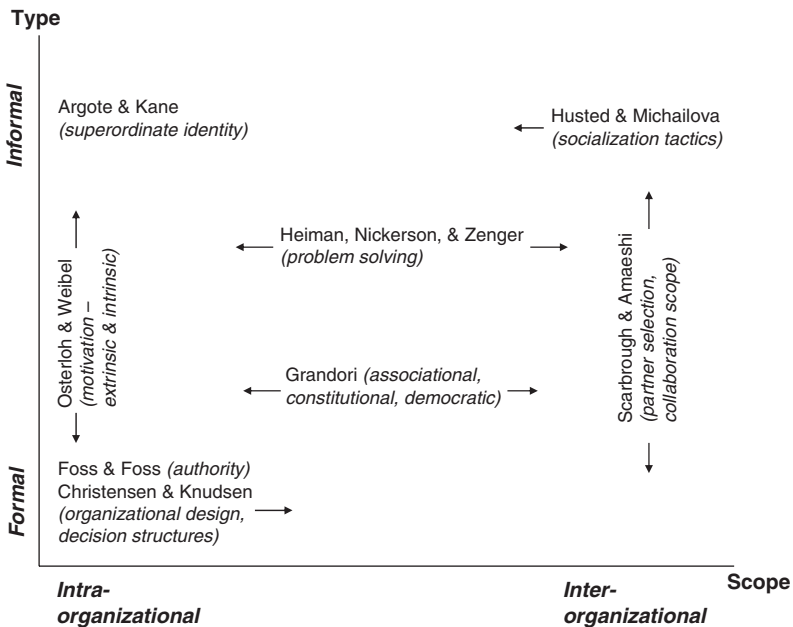 Type
Informal
Argote & Kane
(superordinate identity)
Husted & Michailova
(socialization tactics)
Osterloh & Weibel
(motivation –
extrinsic & intrinsic)
Heiman, Nickerson, & Zenger
(problem solving)
Scarbrough & Amaeshi
(partner selection,
collaboration scope)
Grandori (associational,
constitutional, democratic)
Formal
Foss & Foss (authority)
Christensen & Knudsen
(organizational design,
decision structures)
Scope
Intra-
organizational
Inter-
organizational